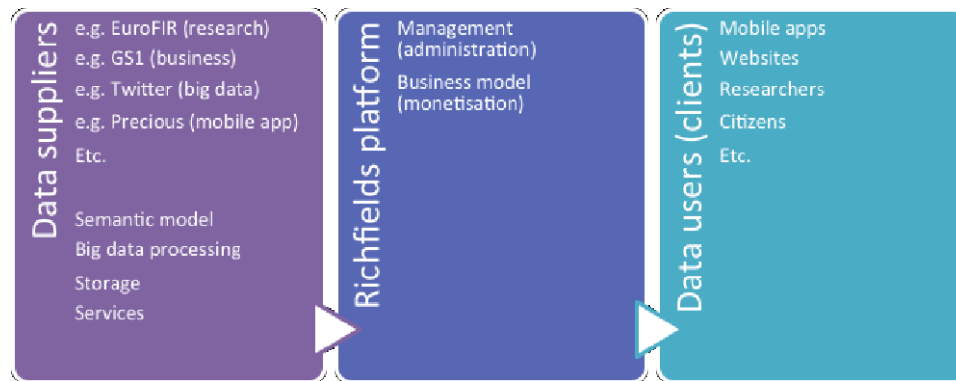 Data suppliers
e.g. EuroFIR (research)
e.g. GS1 (business)
e.g. Twitter (big data)
e.g. Precious (mobile app)
Etc.
Semantic model
Big data processing
Storage
Services
Richfields platform
Management
(administration)
Business model
(monetisation)
Data users (clients)
Mobile apps
Websites
Researchers
Citizens
Etc.